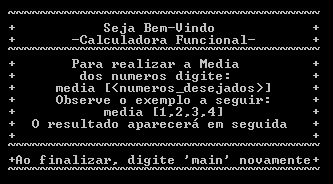 ~~~~~~~~~~~~~~~~~~~~~~~~~~~~~~~~~~~~~~~~
+ Seja Bem-Vindo +
+ -Calculadora Funcional- +
~~~~~~~~~~~~~~~~~~~~~~~~~~~~~~~~~~~~~~~~
+ Para realizar a Media +
+ dos numeros digite: +
+ media [<numeros_desejados>] +
+ Observe o exemplo a seguir: +
+ media [1,2,3,4] +
+ O resultado aparecerá em seguida +
+ +
~~~~~~~~~~~~~~~~~~~~~~~~~~~~~~~~~~~~~~~~
+Ao finalizar, digite 'main' novamente+
~~~~~~~~~~~~~~~~~~~~~~~~~~~~~~~~~~~~~~~~